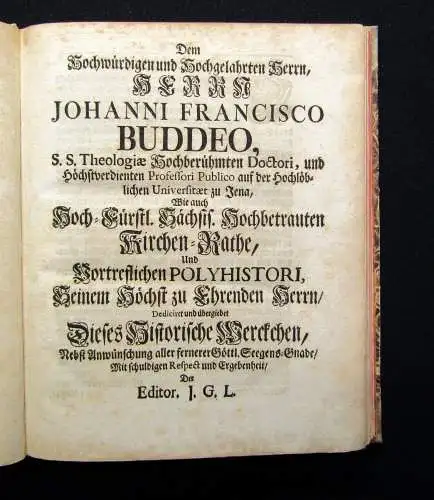 Dem
Hochwürdigen und Hochgelahrten Herrn,
HERRN
JOHANNI FRANCISCO
BUDDEO,
S. S. Theologiæ Hochberühmten Doctori, und
Höchstverdienten Professori Publico auf der Hochlöb-
lichen Universitæt zu Jena,
Wie auch
Hoch-Fürstl. Sächsis. Hochbetrauten
Kirchen-Rathe,
Und
Vortreflichen POLYHISTORI,
Seinem Höchst zu Ehrenden Herrn/
Dediciret und übergiebet
Dieses Historische Werckchen,
Nebst Anwünschung aller fernerer Göttl. Seegens-Gnade/
Mit schuldigen Respect und Ergebenheit/
Der
Editor. J. G. L.